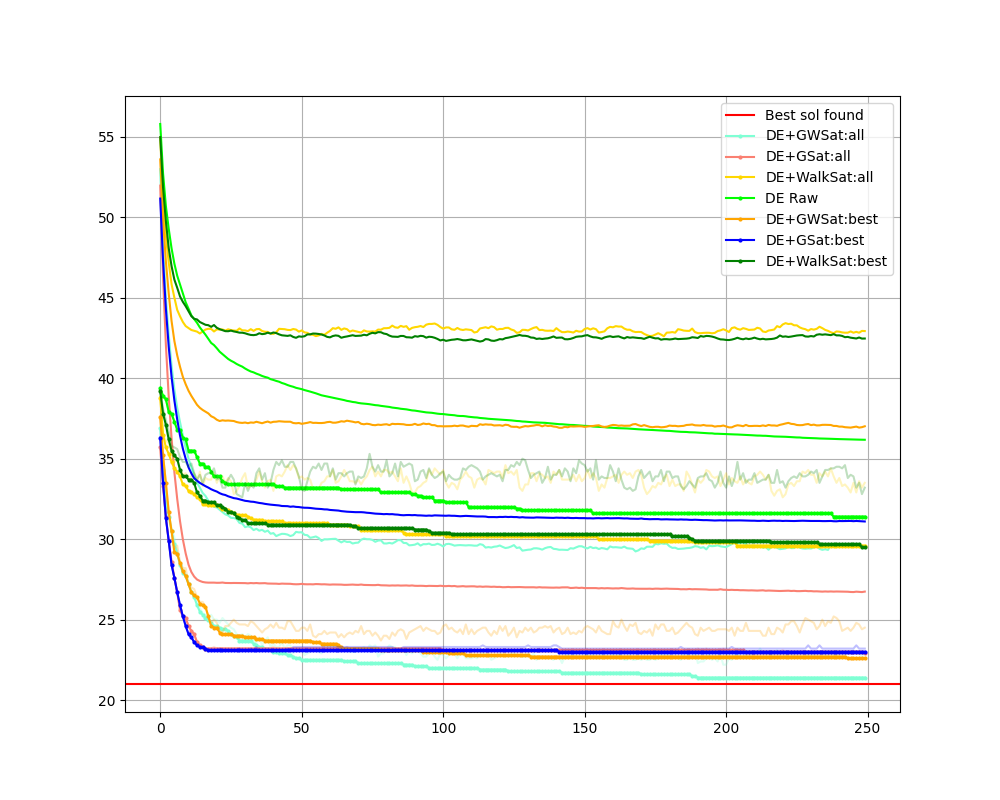 55
50
45
40
35
30
25
20
0
50
100
150
200
250
Best sol found
DE+GWSat:all
DE+GSat:all
DE+WalkSat:all
DE Raw
DE+GWSat:best
DE+GSat:best
DE+WalkSat:best